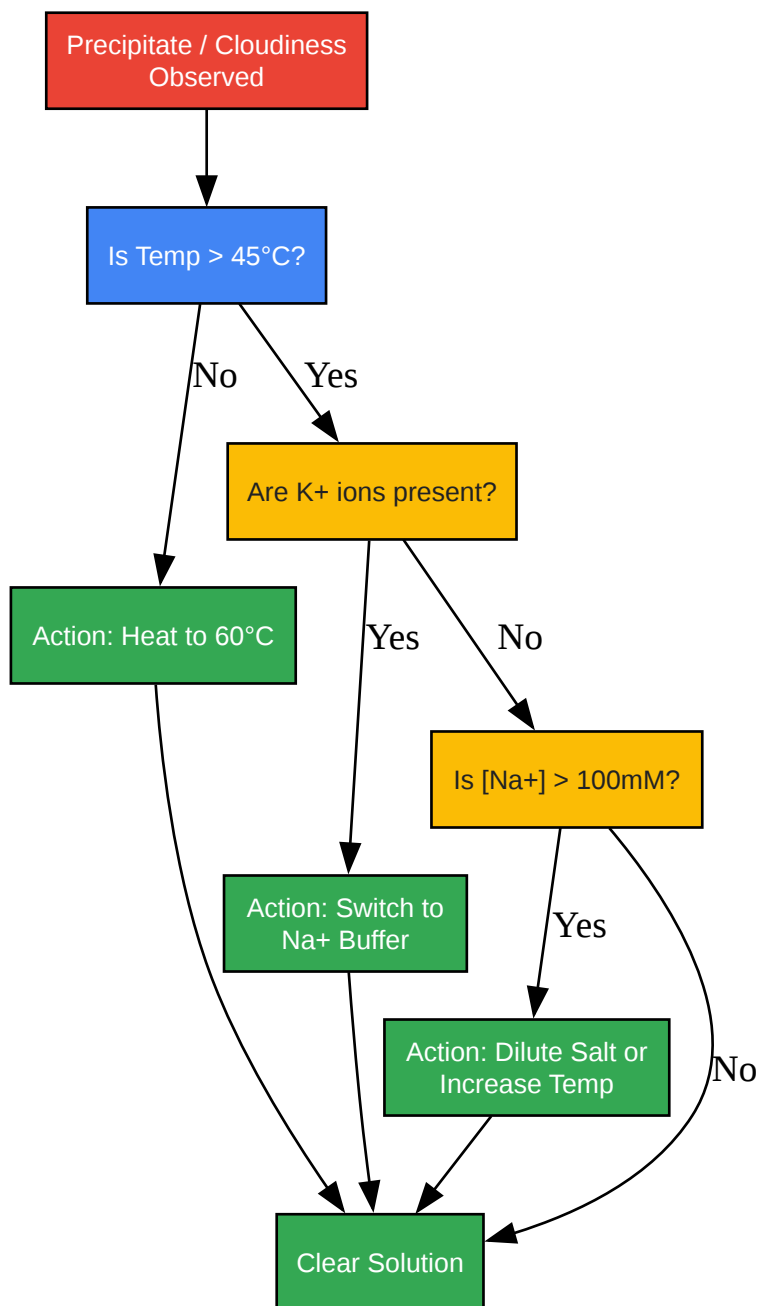 Precipitate / Cloudiness
Observed
Is Temp > 45°C?
No
Yes
Are K+ ions present?
Action: Heat to 60°C
Yes
No
Is [Na+] > 100mM?
Action: Switch to
Na+ Buffer
Yes
Action: Dilute Salt or
Increase Temp
No
Clear Solution